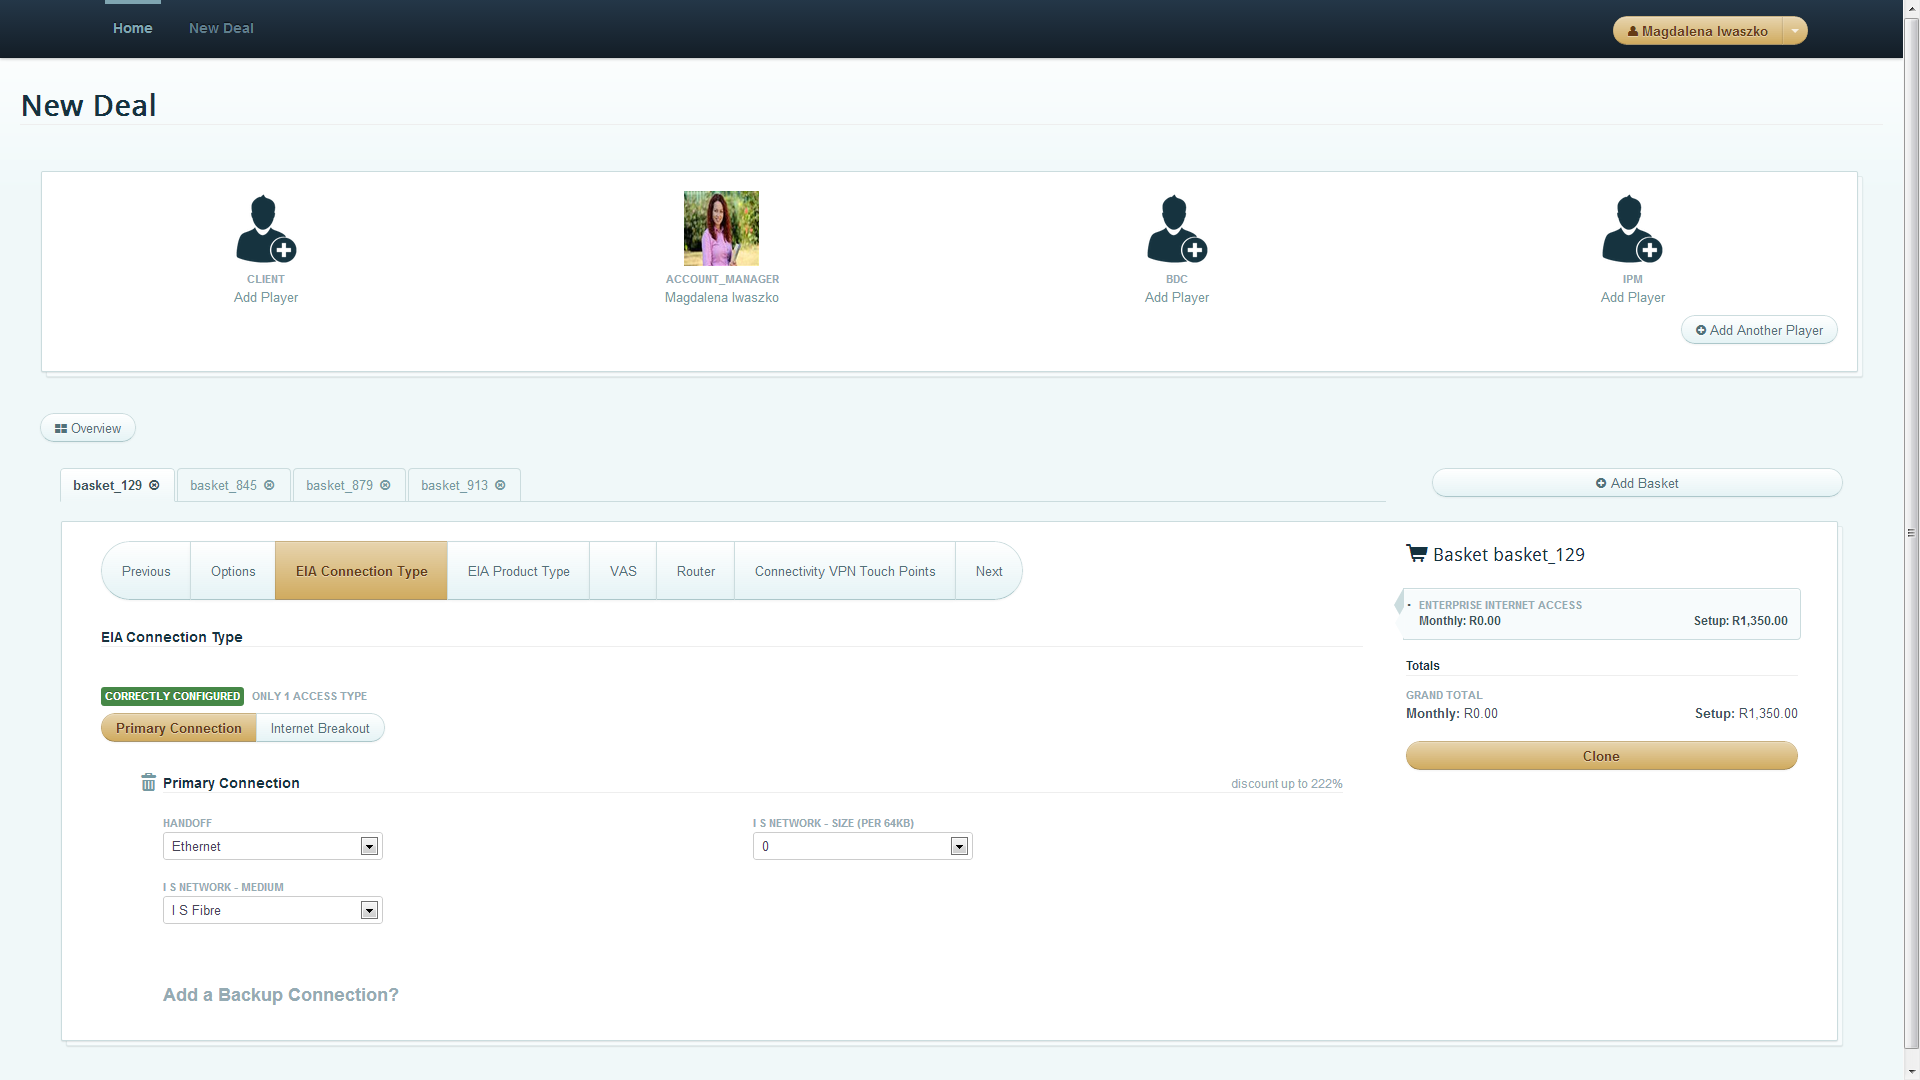 Home
New Deal
Magdalena Iwaszko
New Deal
CLIENT
Add Player
ACCOUNT_MANAGER
Magdalena Iwaszko
BDC
Add Player
IPM
Add Player
Add Another Player
Overview
basket_129
basket_845
basket_879
basket_913
Add Basket
Previous
Options
EIA Connection Type
EIA Product Type
VAS
Router
Connectivity VPN Touch Points
Next
EIA Connection Type
CORRECTLY CONFIGURED ONLY 1 ACCESS TYPE
Primary Connection
Internet Breakout
Primary Connection
discount up to 222%
HANDOFF
Ethernet
I S NETWORK - SIZE (PER 64KB)
0
I S NETWORK - MEDIUM
I S Fibre
Add a Backup Connection?
Basket basket_129
ENTERPRISE INTERNET ACCESS
Monthly: R0.00 Setup: R1,350.00
Totals
GRAND TOTAL
Monthly: R0.00 Setup: R1,350.00
Clone